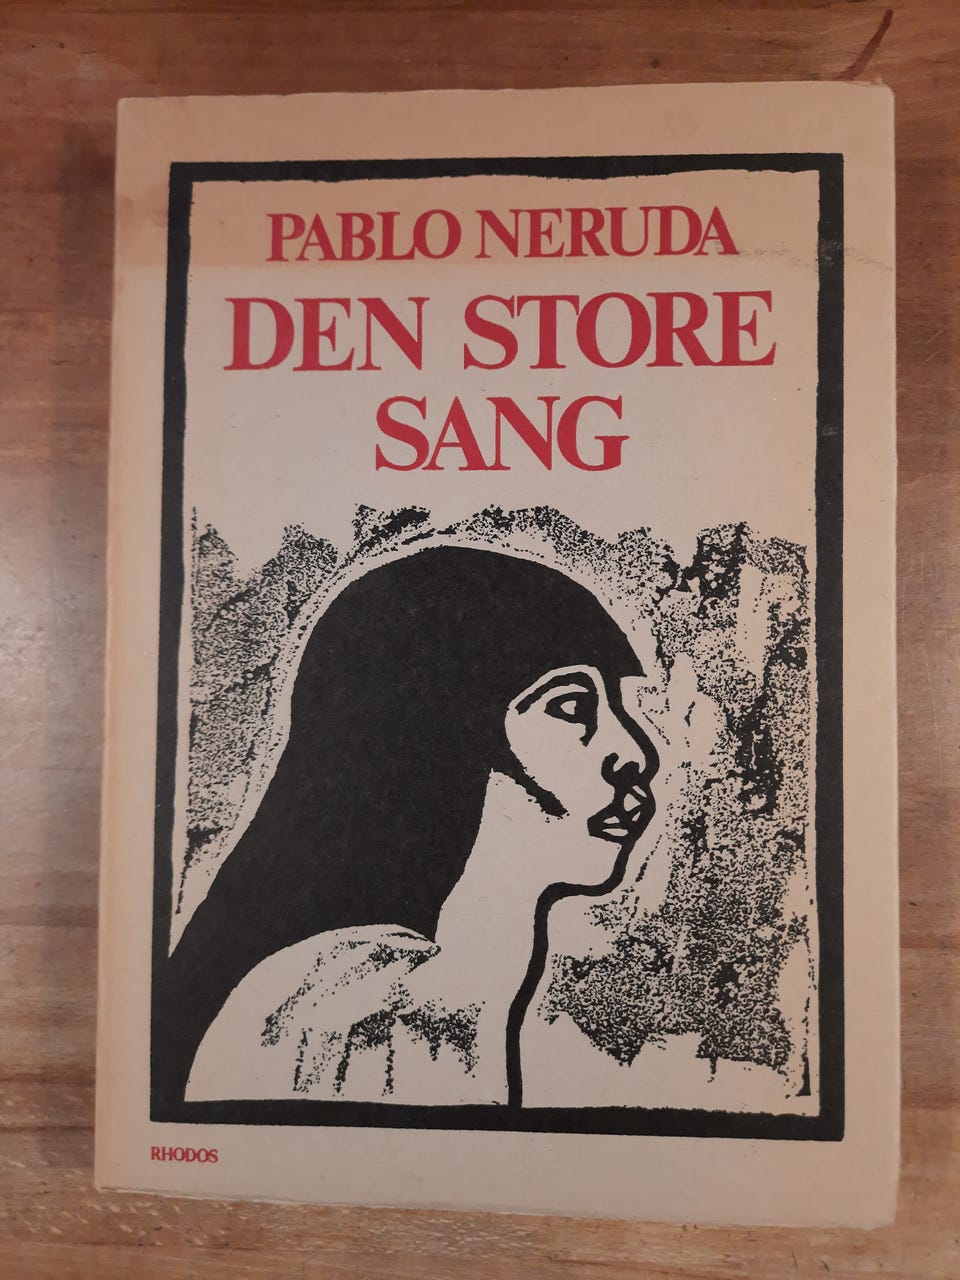 PABLO NERUDA
DEN STORE
SANG
RHODOS